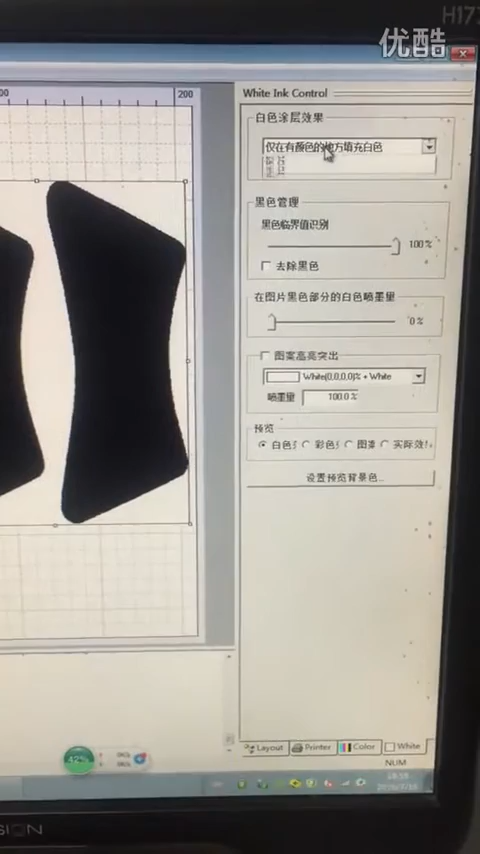 H17
优酷
00
200
White Ink Control
白色涂层效果
仅在有颜色的地方填充白色
黑色管理
黑色临界值识别
100%
去除黑色
在图片黑色部分的白色喷墨量
0%
图案高亮突出
White(0,0,0,0)% + White
喷墨量
100.0 %
预览
白色 彩色 图案 实际效
设置预览背景色...
Layout Printer Color White
NUM
42%
SION